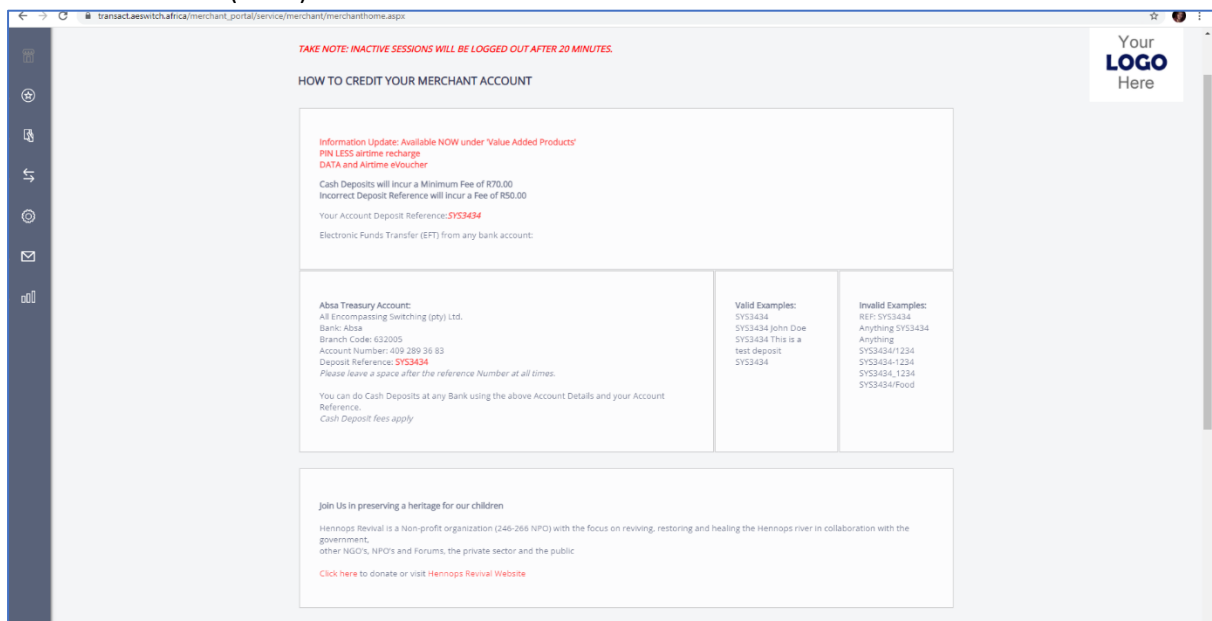 transact.aeswitch.africa/merchant_portal/service/merchant/merchanthome.aspx
TAKE NOTE: INACTIVE SESSIONS WILL BE LOGGED OUT AFTER 20 MINUTES.
Your
LOGO
Here
HOW TO CREDIT YOUR MERCHANT ACCOUNT
Information Update: Available NOW under 'Value Added Products'
PIN LESS airtime recharge
DATA and Airtime eVoucher
Cash Deposits will incur a Minimum Fee of R70.00
Incorrect Deposit Reference will incur a Fee of R50.00
Your Account Deposit Reference:SYS3434
Electronic Funds Transfer (EFT) from any bank account:
Absa Treasury Account:
All Encompassing Switching (pty) Ltd.
Bank: Absa
Branch Code: 632005
Account Number: 409 289 36 83
Deposit Reference: SYS3434
Please leave a space after the reference Number at all times.
You can do Cash Deposits at any Bank using the above Account Details and your Account
Reference.
Cash Deposit fees apply
Valid Examples:
SYS3434
SYS3434 John Doe
SYS3434 This is a
test deposit
SYS3434
Invalid Examples:
REF: SYS3434
Anything SYS3434
Anything
SYS3434/1234
SYS3434-1234
SYS3434_1234
SYS3434/Food
Join Us in preserving a heritage for our children
Hennops Revival is a Non-profit organization (246-266 NPO) with the focus on reviving, restoring and healing the Hennops river in collaboration with the
government,
other NGO's, NPO's and Forums, the private sector and the public
Click here to donate or visit Hennops Revival Website